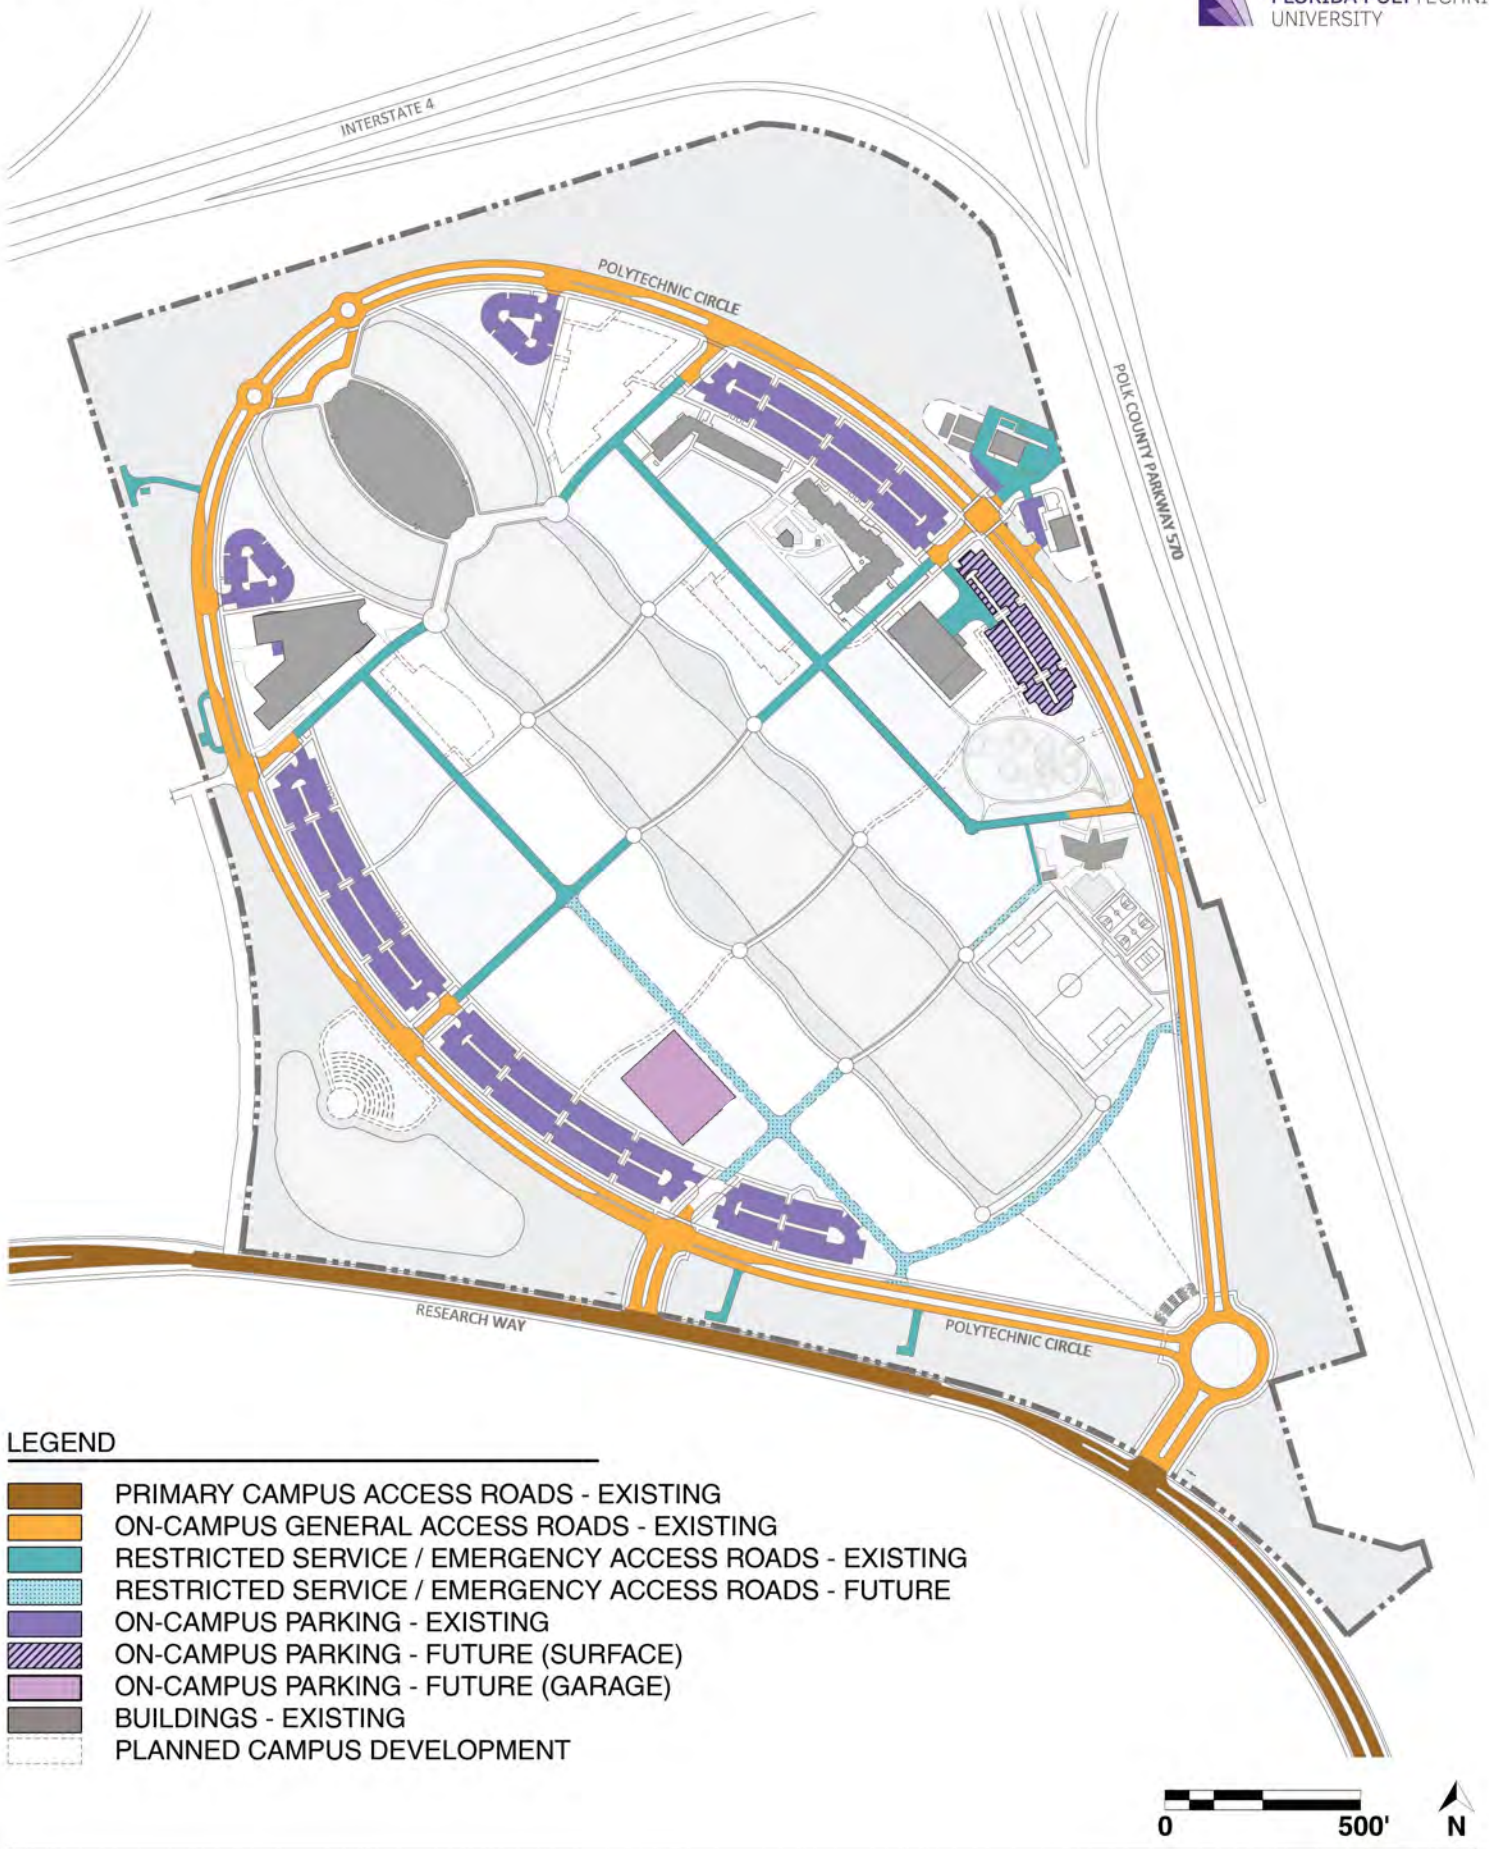 UNIVERSITY
INTERSTATE 4
POLYTECHNIC CIRCLE
POLK COUNTY PARKWAY 570
RESEARCH WAY
POLYTECHNIC CIRCLE
LEGEND
PRIMARY CAMPUS ACCESS ROADS - EXISTING
ON-CAMPUS GENERAL ACCESS ROADS - EXISTING
RESTRICTED SERVICE / EMERGENCY ACCESS ROADS - EXISTING
RESTRICTED SERVICE / EMERGENCY ACCESS ROADS - FUTURE
ON-CAMPUS PARKING - EXISTING
ON-CAMPUS PARKING - FUTURE (SURFACE)
ON-CAMPUS PARKING - FUTURE (GARAGE)
BUILDINGS - EXISTING
PLANNED CAMPUS DEVELOPMENT
0 500' N